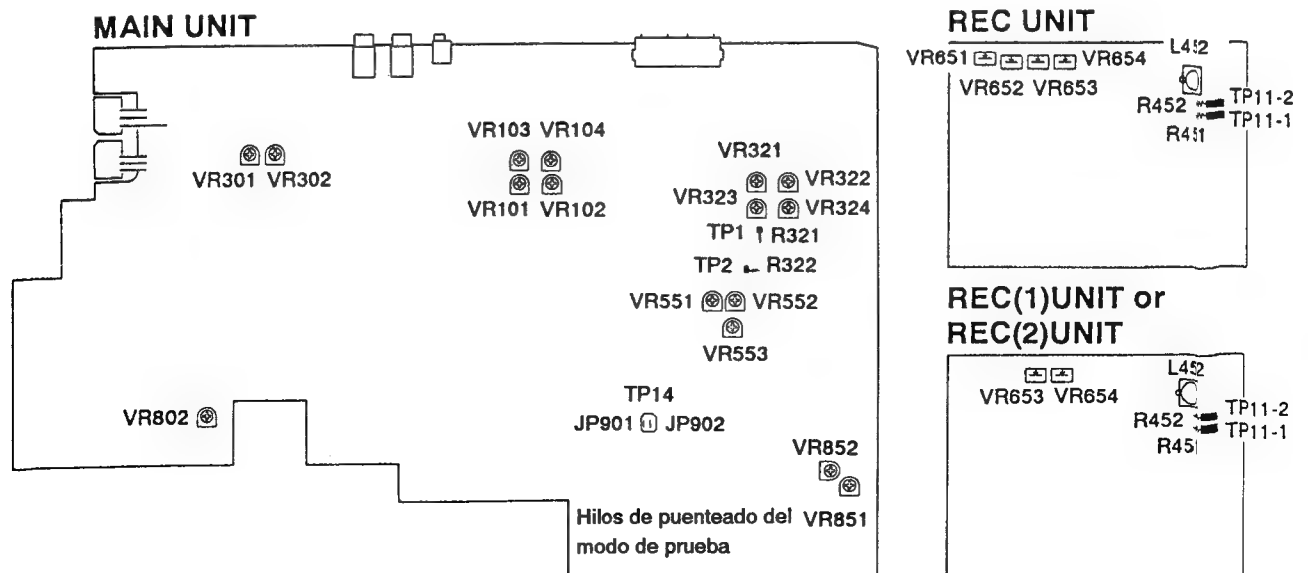 MAIN UNIT
VR301 VR302
VR103 VR104
VR101 VR102
VR321
VR322
VR323
VR324
TP1 R321
TP2 R322
VR551 VR552
VR553
TP14
JP901 JP902
VR802
VR852
VR851
Hilos de puenteado del
modo de prueba
REC UNIT
L452
VR651 VR654
VR652 VR653
R452 TP11-2
TP11-1
R451
REC(1)UNIT or
REC(2)UNIT
L452
VR653 VR654
TP11-2
R452
TP11-1
R451